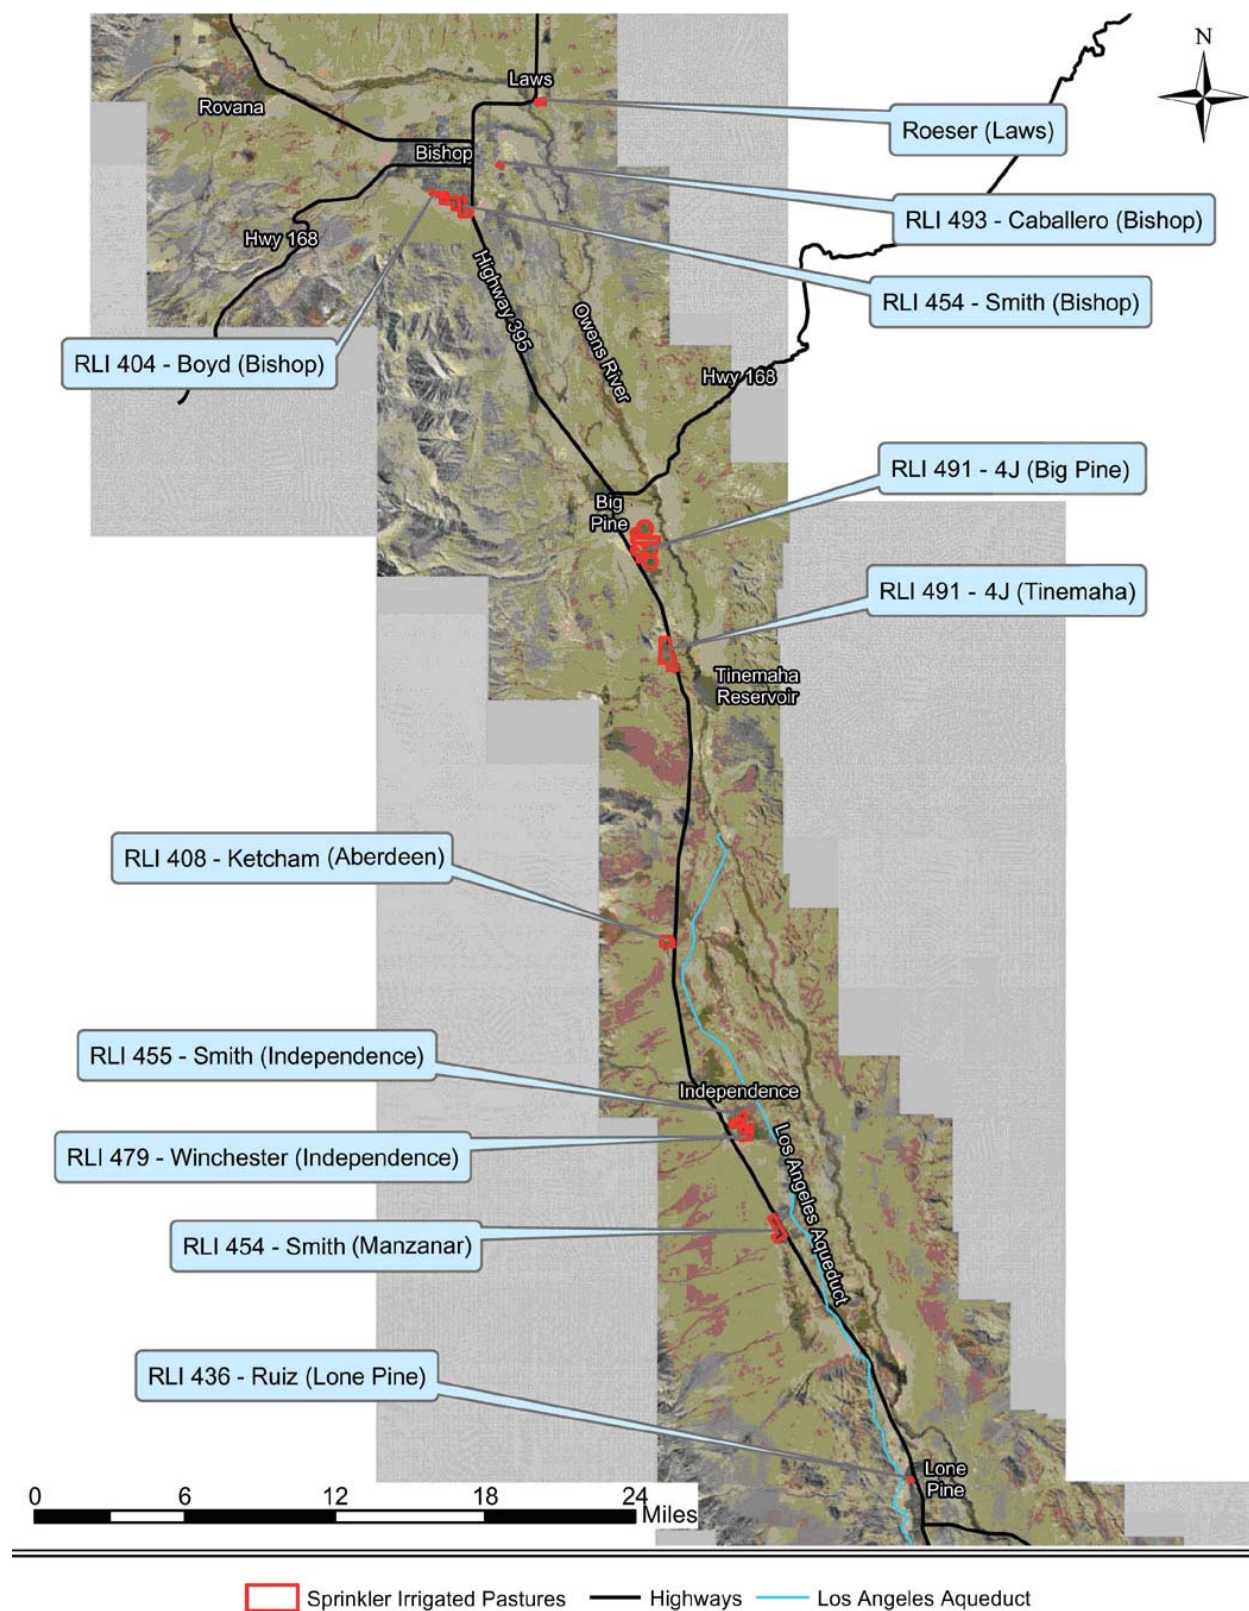 N
Laws
Rovana
Roeser (Laws)
Bishop
RLI 493 - Caballero (Bishop)
Hwy 168
RLI 454 - Smith (Bishop)
Highway 395
Owens River
RLI 404 - Boyd (Bishop)
Hwy 168
RLI 491 - 4J (Big Pine)
Big
Pine
RLI 491 - 4J (Tinemaha)
Tinemaha
Reservoir
RLI 408 - Ketcham (Aberdeen)
RLI 455 - Smith (Independence)
Independence
RLI 479 - Winchester (Independence)
Los Angeles Aqueduct
RLI 454 - Smith (Manzanar)
RLI 436 - Ruiz (Lone Pine)
Lone
Pine
0 6 12 18 24
Miles
Sprinkler Irrigated Pastures Highways Los Angeles Aqueduct